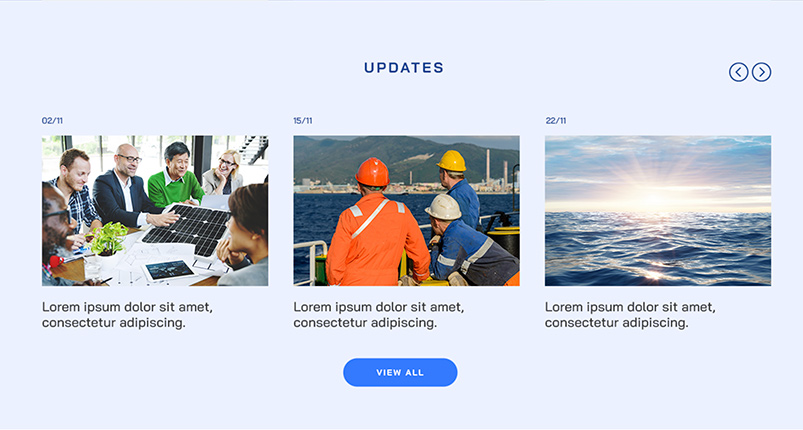 UPDATES
02/11
15/11
22/11
Lorem ipsum dolor sit amet,
consectetur adipiscing.
Lorem ipsum dolor sit amet,
consectetur adipiscing.
Lorem ipsum dolor sit amet,
consectetur adipiscing.
VIEW ALL